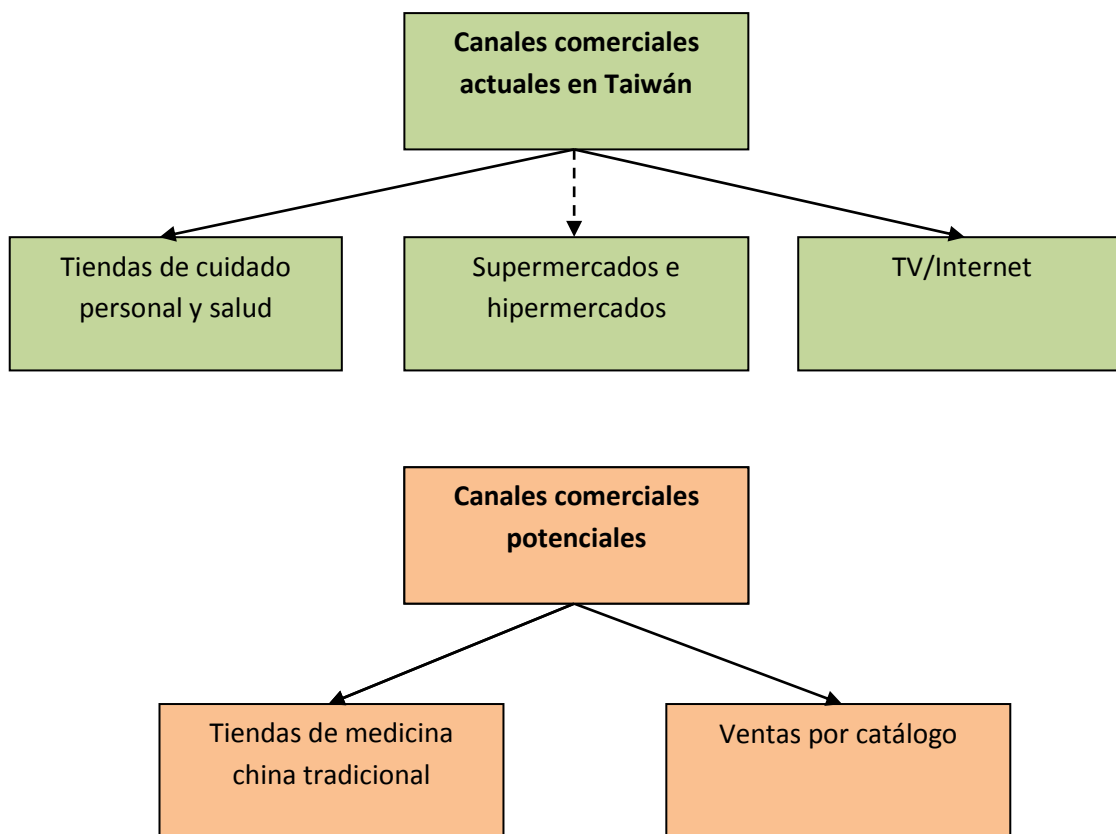 Canales comerciales
actuales en Taiwán
Tiendas de cuidado
personal y salud
Supermercados e
hipermercados
TV/Internet
Canales comerciales
potenciales
Tiendas de medicina
china tradicional
Ventas por catálogo